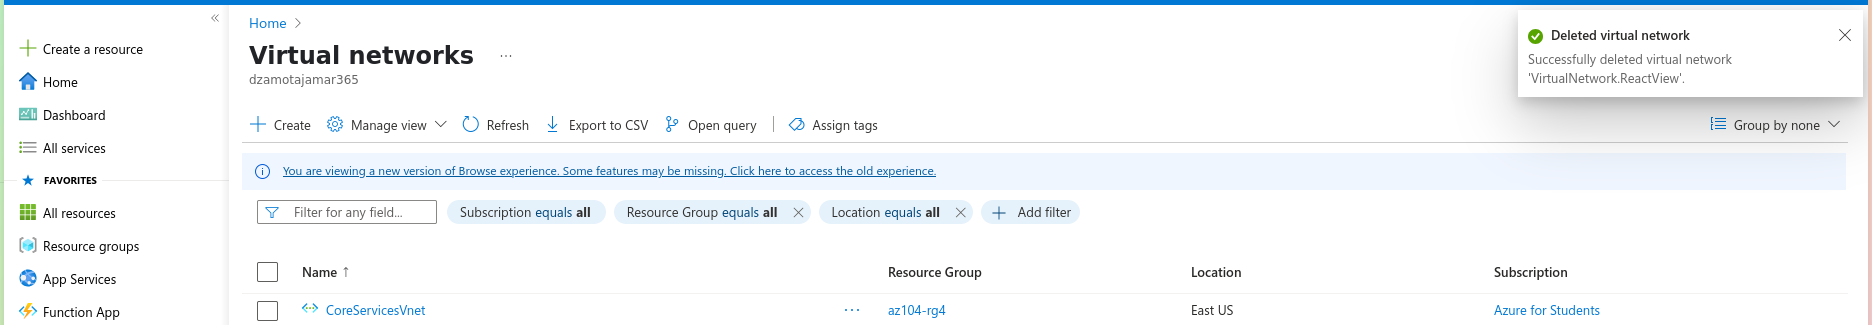 Create a resource
Home
Dashboard
All services
FAVORITES
All resources
Resource groups
App Services
Function App
Home
Virtual networks ...
dzamotajamar365
Create Manage view Refresh Export to CSV Open query Assign tags Group by none
You are viewing a new version of Browse experience. Some features may be missing. Click here to access the old experience.
Filter for any field... Subscription equals all Resource Group equals all Location equals all Add filter
Name ↑ Resource Group Location Subscription
CoreServicesVnet ... az104-rg4 East US Azure for Students
Deleted virtual network
Successfully deleted virtual network
'VirtualNetwork.ReactView'.